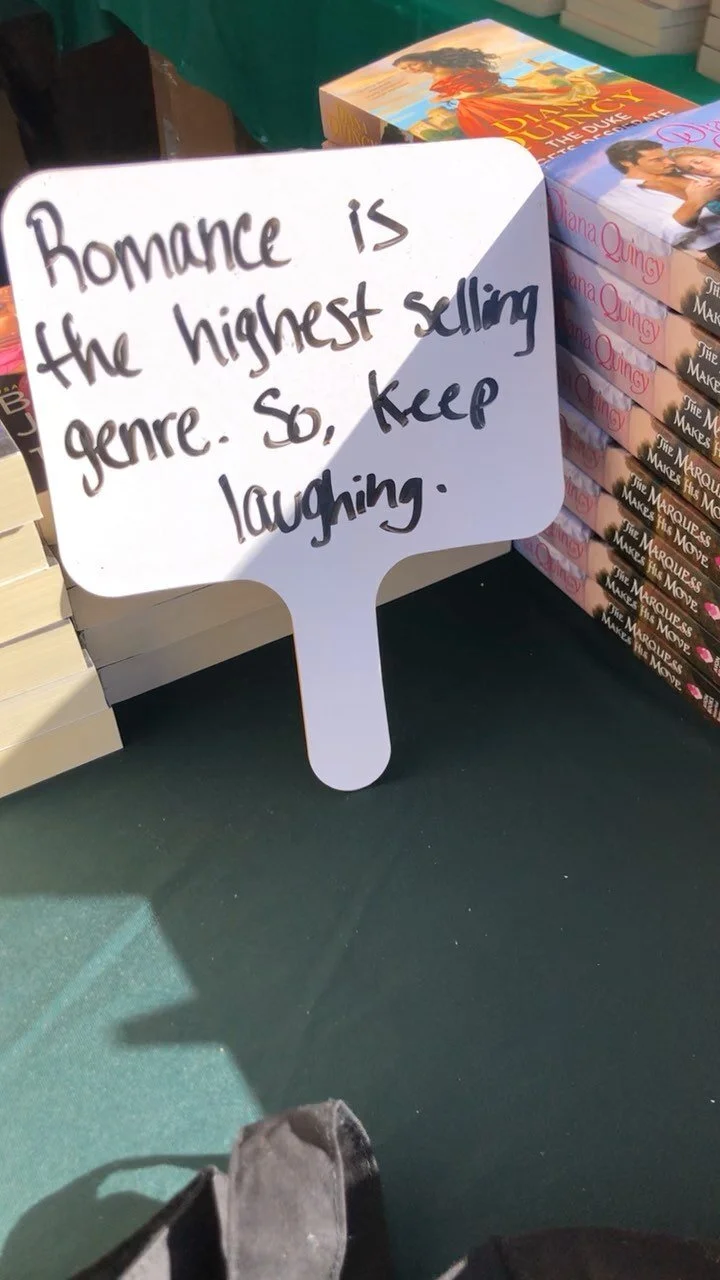 Romance is
the highest selling
genre. So, keep
laughing.
DIANA
QUINCY
THE DUKE
GETS DESPERATE
Diana Quincy
Diana Quincy
Diana Quincy
THE MARQUESS
MAKES HIS MOVE
THE MARQUESS
MAKES HIS MOVE
THE MARQUESS
MAKES HIS MOVE
THE MARQUESS
MAKES HIS MOVE